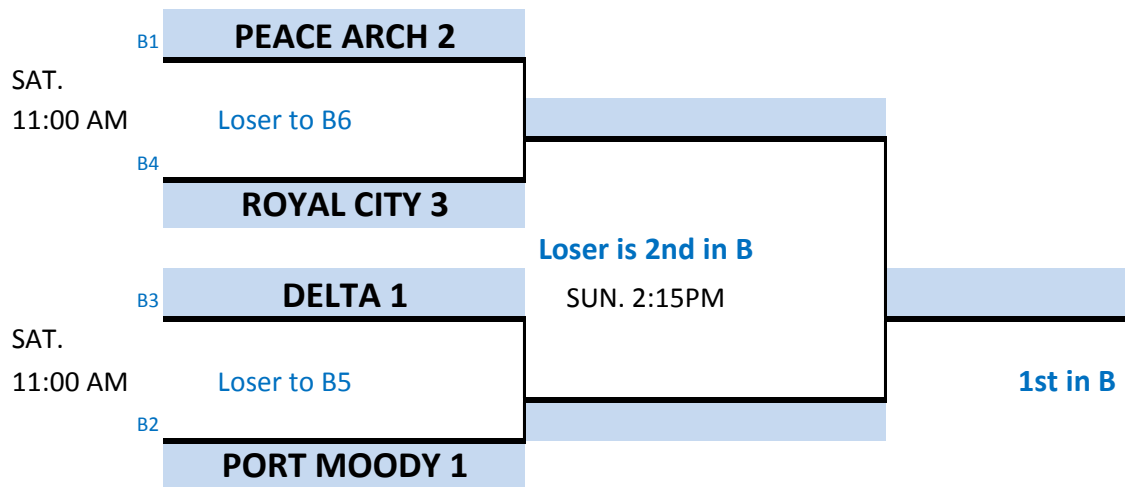 B1 PEACE ARCH 2
SAT.
11:00 AM Loser to B6
B4
ROYAL CITY 3
Loser is 2nd in B
B3 DELTA 1 SUN. 2:15PM
SAT.
11:00 AM Loser to B5 1st in B
B2
PORT MOODY 1